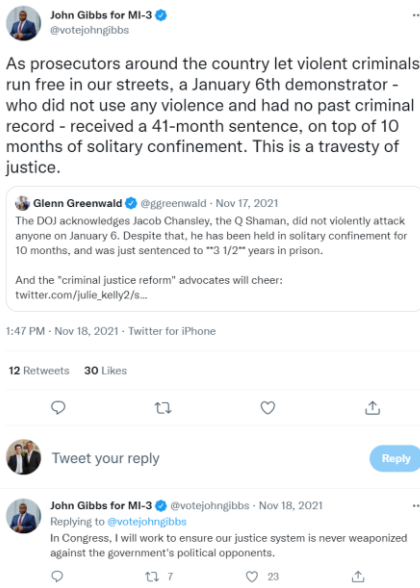 John Gibbs for MI-3
@votejohngibbs
As prosecutors around the country let violent criminals
run free in our streets, a January 6th demonstrator -
who did not use any violence and had no past criminal
record - received a 41-month sentence, on top of 10
months of solitary confinement. This is a travesty of
justice.
Glenn Greenwald @ggreenwald · Nov 17, 2021
The DOJ acknowledges Jacob Chansley, the Q Shaman, did not violently attack
anyone on January 6. Despite that, he has been held in solitary confinement for
10 months, and was just sentenced to **3 1/2** years in prison.
And the "criminal justice reform" advocates will cheer:
twitter.com/julie_kelly2/s...
1:47 PM · Nov 18, 2021 · Twitter for iPhone
12 Retweets 30 Likes
Tweet your reply
Reply
John Gibbs for MI-3 @votejohngibbs · Nov 18, 2021
Replying to @votejohngibbs
In Congress, I will work to ensure our justice system is never weaponized
against the government's political opponents.
7 23